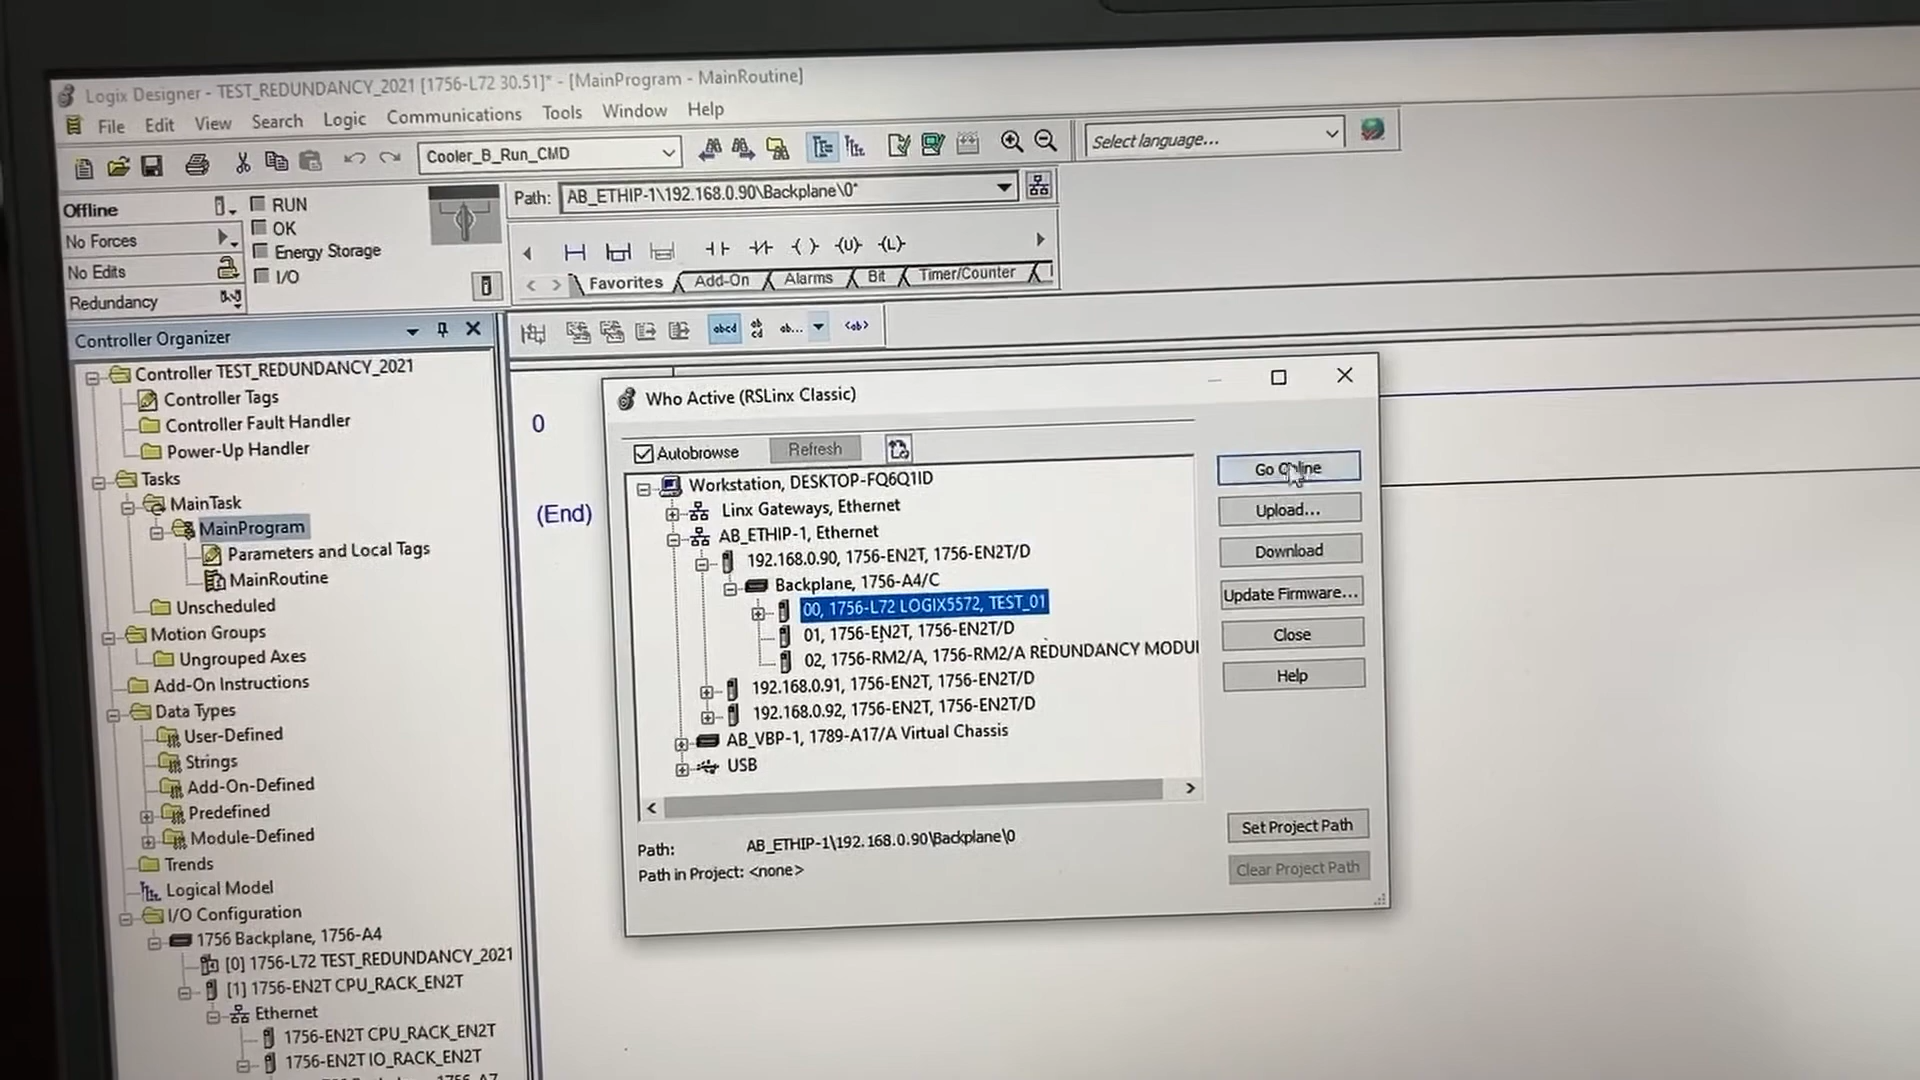 Logix Designer - TEST_REDUNDANCY_2021 [1756-L72 30.51]* - [MainProgram - MainRoutine]
File Edit View Search Logic Communications Tools Window Help
Cooler_B_Run_CMD
Select language...
Offline
RUN
Path: AB_ETHIP-1\192.168.0.90\Backplane\0*
No Forces
OK
No Edits
Energy Storage
Redundancy
I/O
Favorites Add-On Alarms Bit Timer/Counter
Controller Organizer
Controller TEST_REDUNDANCY_2021
Controller Tags
Controller Fault Handler
Power-Up Handler
Tasks
MainTask
MainProgram
Parameters and Local Tags
MainRoutine
Unscheduled
Motion Groups
Ungrouped Axes
Add-On Instructions
Data Types
User-Defined
Strings
Add-On-Defined
Predefined
Module-Defined
Trends
Logical Model
I/O Configuration
1756 Backplane, 1756-A4
[0] 1756-L72 TEST_REDUNDANCY_2021
[1] 1756-EN2T CPU_RACK_EN2T
Ethernet
1756-EN2T CPU_RACK_EN2T
1756-EN2T IO_RACK_EN2T
abcd
ab cd
ab...
<ab>
0
(End)
Who Active (RSLinx Classic)
Autobrowse
Refresh
Workstation, DESKTOP-FQ6Q1ID
Linx Gateways, Ethernet
AB_ETHIP-1, Ethernet
192.168.0.90, 1756-EN2T, 1756-EN2T/D
Backplane, 1756-A4/C
00, 1756-L72 LOGIX5572, TEST_01
01, 1756-EN2T, 1756-EN2T/D
02, 1756-RM2/A, 1756-RM2/A REDUNDANCY MODUL
192.168.0.91, 1756-EN2T, 1756-EN2T/D
192.168.0.92, 1756-EN2T, 1756-EN2T/D
AB_VBP-1, 1789-A17/A Virtual Chassis
USB
Path: AB_ETHIP-1\192.168.0.90\Backplane\0
Path in Project: <none>
Go Online
Upload...
Download
Update Firmware...
Close
Help
Set Project Path
Clear Project Path